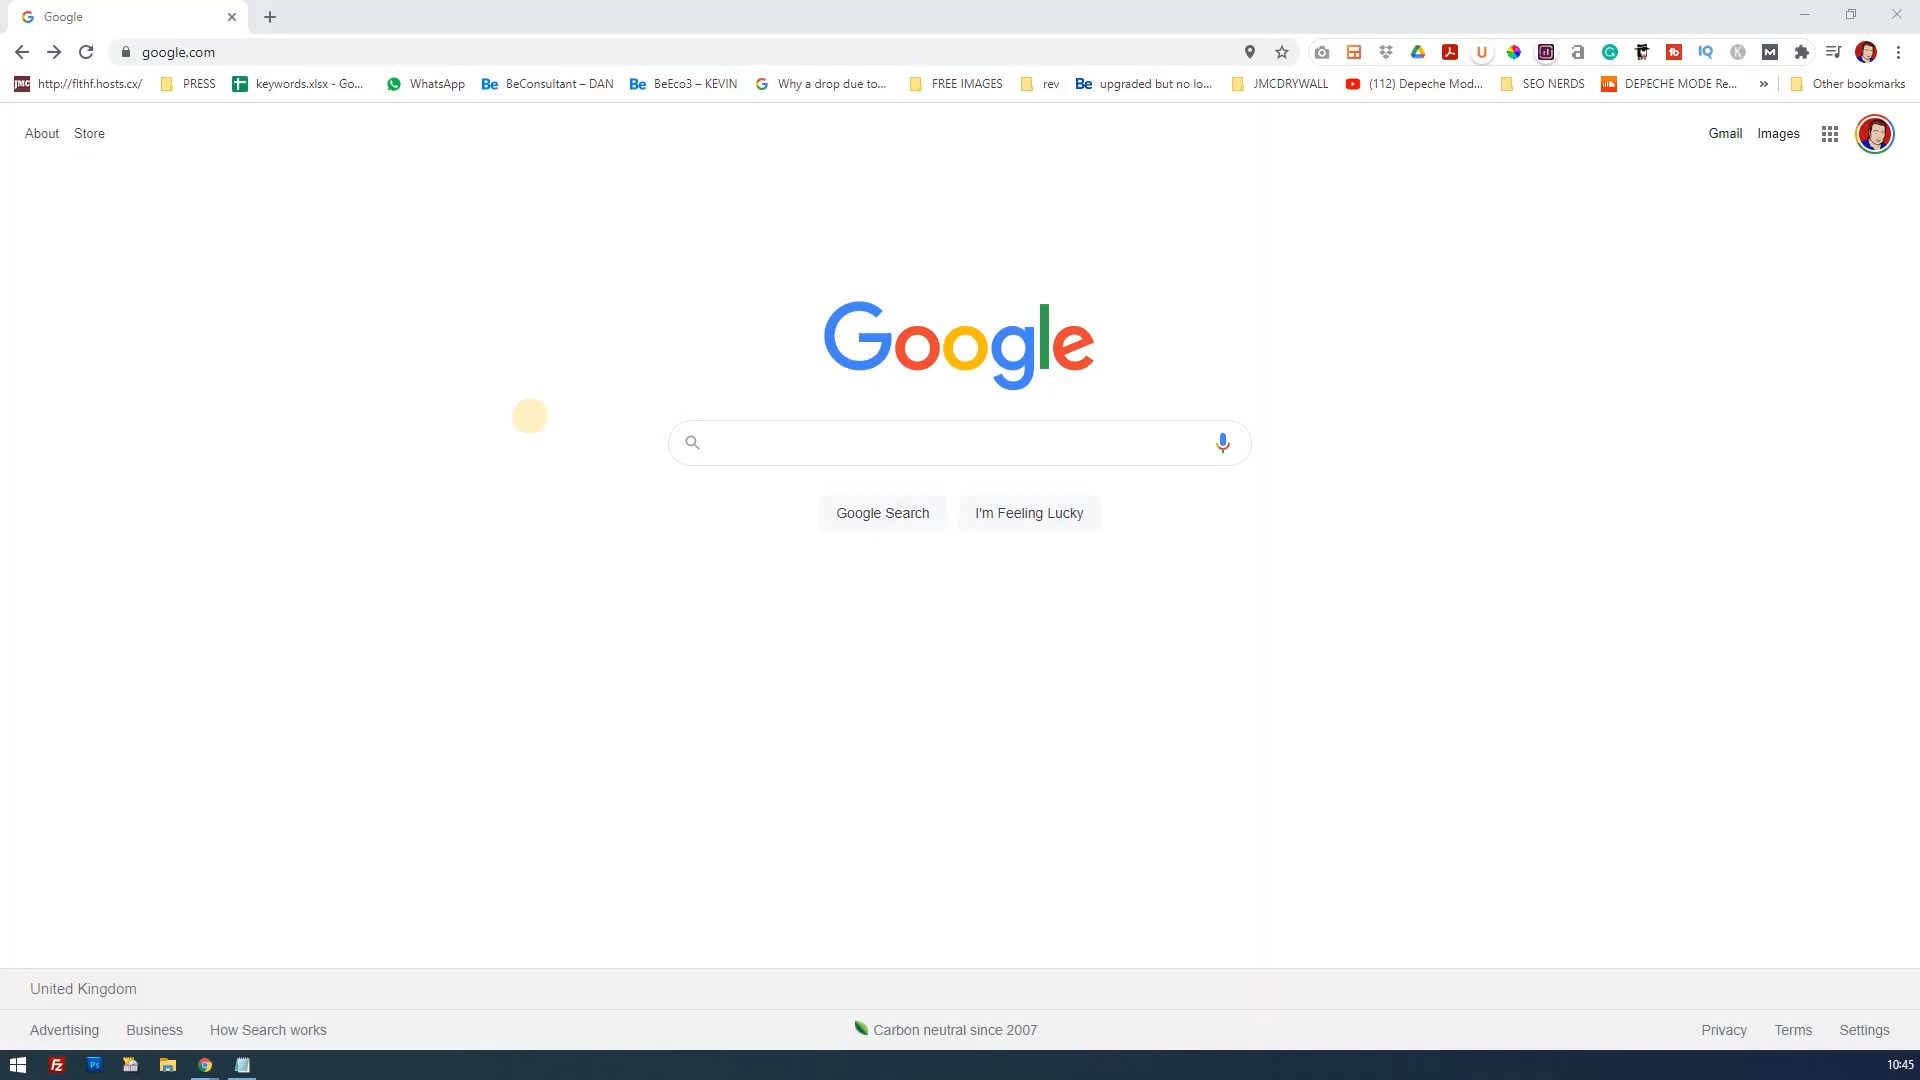 Google
google.com
http://flthf.hosts.cx/ PRESS keywords.xlsx - Go... WhatsApp BeConsultant – DAN BeEco3 – KEVIN Why a drop due to... FREE IMAGES rev upgraded but no lo... JMCDRYWALL (112) Depeche Mod... SEO NERDS DEPECHE MODE Re... » Other bookmarks
About Store Gmail Images
Google
Google Search I'm Feeling Lucky
United Kingdom
Advertising Business How Search works Carbon neutral since 2007 Privacy Terms Settings
10:45